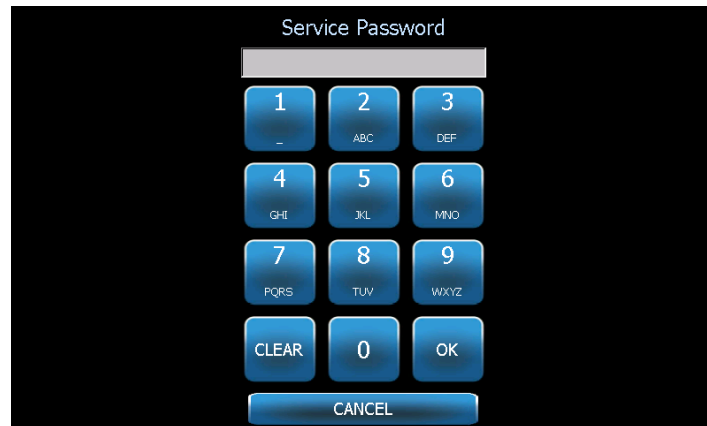 Service Password
1 2 3
_ ABC DEF
4 5 6
GHI JKL MNO
7 8 9
PQRS TUV WXYZ
CLEAR 0 OK
CANCEL